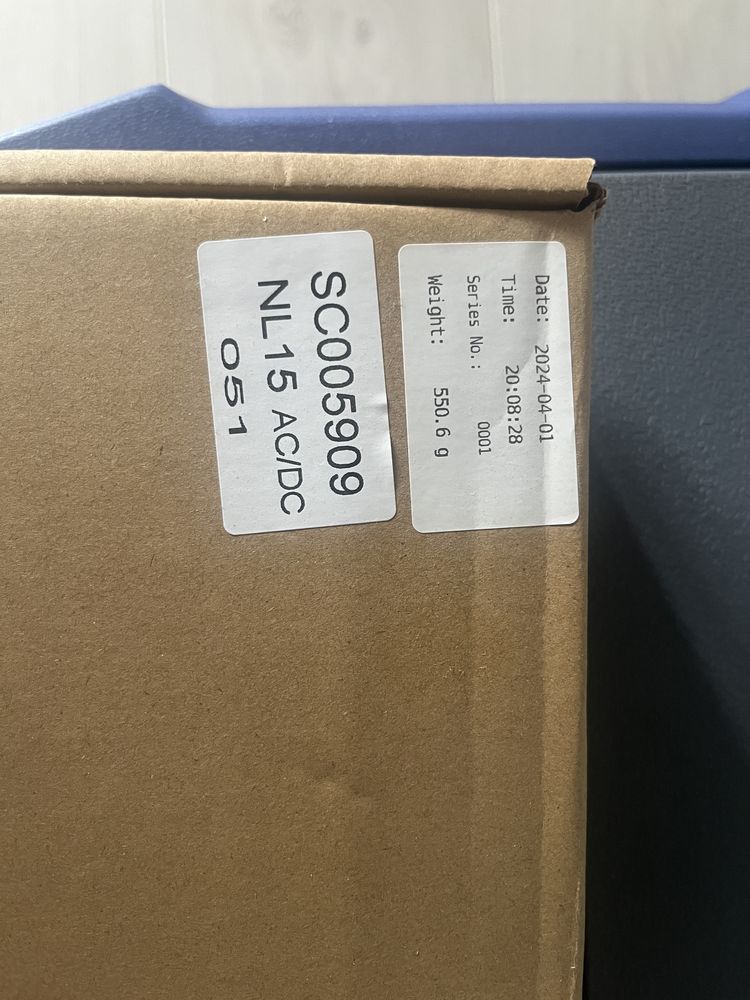 Date: 2024-04-01
Time: 20:08:28
Series No.: 0001
Weight: 550.6 g
SC005909
NL15 AC/DC
051